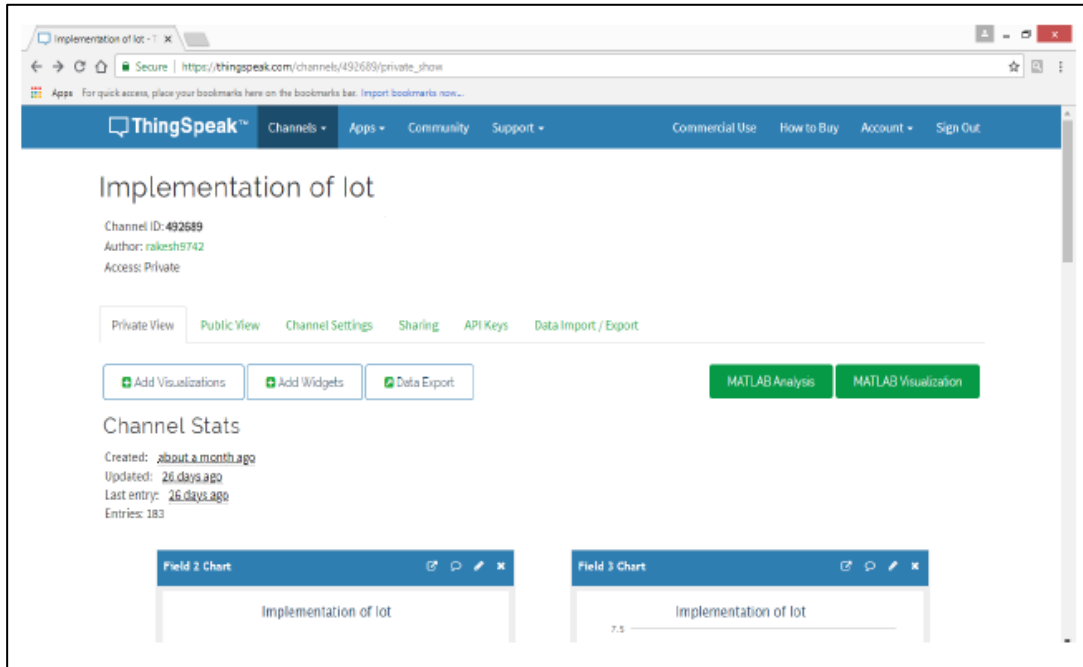 Implementation of Iot - T
Secure | https://thingspeak.com/channels/492689/private_show
Apps For quick access, place your bookmarks here on the bookmarks bar. Import bookmarks now...
ThingSpeak™ Channels Apps Community Support Commercial Use How to Buy Account Sign Out
Implementation of Iot
Channel ID: 492689
Author: rakesh9742
Access: Private
Private View Public View Channel Settings Sharing API Keys Data Import / Export
Add Visualizations Add Widgets Data Export MATLAB Analysis MATLAB Visualization
Channel Stats
Created: about a month ago
Updated: 26 days ago
Last entry: 26 days ago
Entries: 183
Field 2 Chart Field 3 Chart
Implementation of Iot Implementation of Iot
7.5